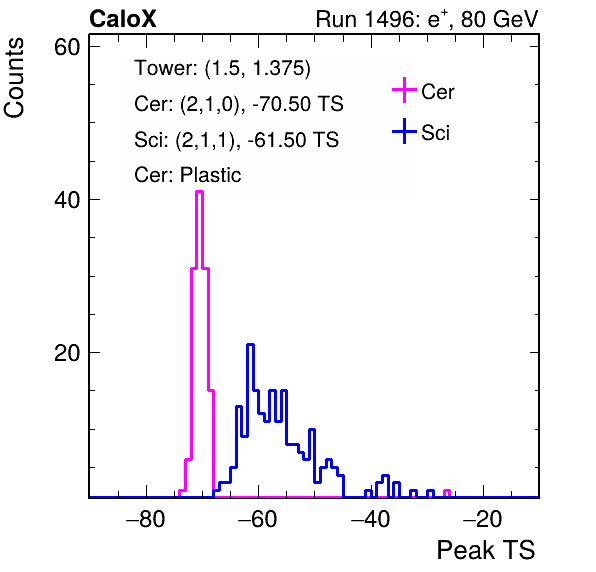 CaloX Run 1496: e+, 80 GeV
Counts
60
40
20
Tower: (1.5, 1.375)
Cer: (2,1,0), -70.50 TS
Sci: (2,1,1), -61.50 TS
Cer: Plastic
Cer
Sci
−80 −60 −40 −20
Peak TS